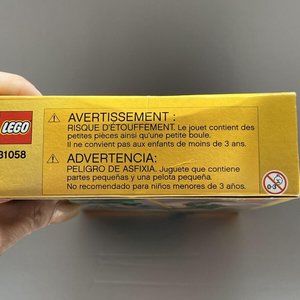 LEGO
31058
AVERTISSEMENT :
RISQUE D'ÉTOUFFEMENT. Le jouet contient des
petites pièces ainsi qu'une petite boule.
Il ne convient pas aux enfants de moins de 3 ans.
ADVERTENCIA:
PELIGRO DE ASFIXIA. Juguete que contiene
partes pequeñas y una pelota pequeña.
No recomendado para niños menores de 3 años.
0-3